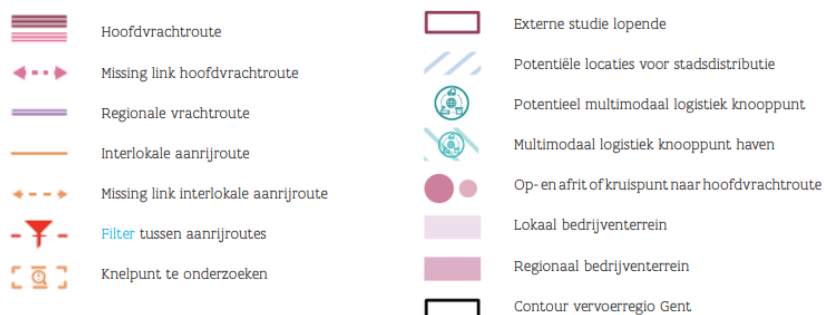 Hoofdvrachtroute
Missing link hoofdvrachtroute
Regionale vrachtroute
Interlokale aanrijroute
Missing link interlokale aanrijroute
Filter tussen aanrijroutes
Knelpunt te onderzoeken
Externe studie lopende
Potentiële locaties voor stadsdistributie
Potentieel multimodaal logistiek knooppunt
Multimodaal logistiek knooppunt haven
Op- en afrit of kruispunt naar hoofdvrachtroute
Lokaal bedrijventerrein
Regionaal bedrijventerrein
Contour vervoerregio Gent